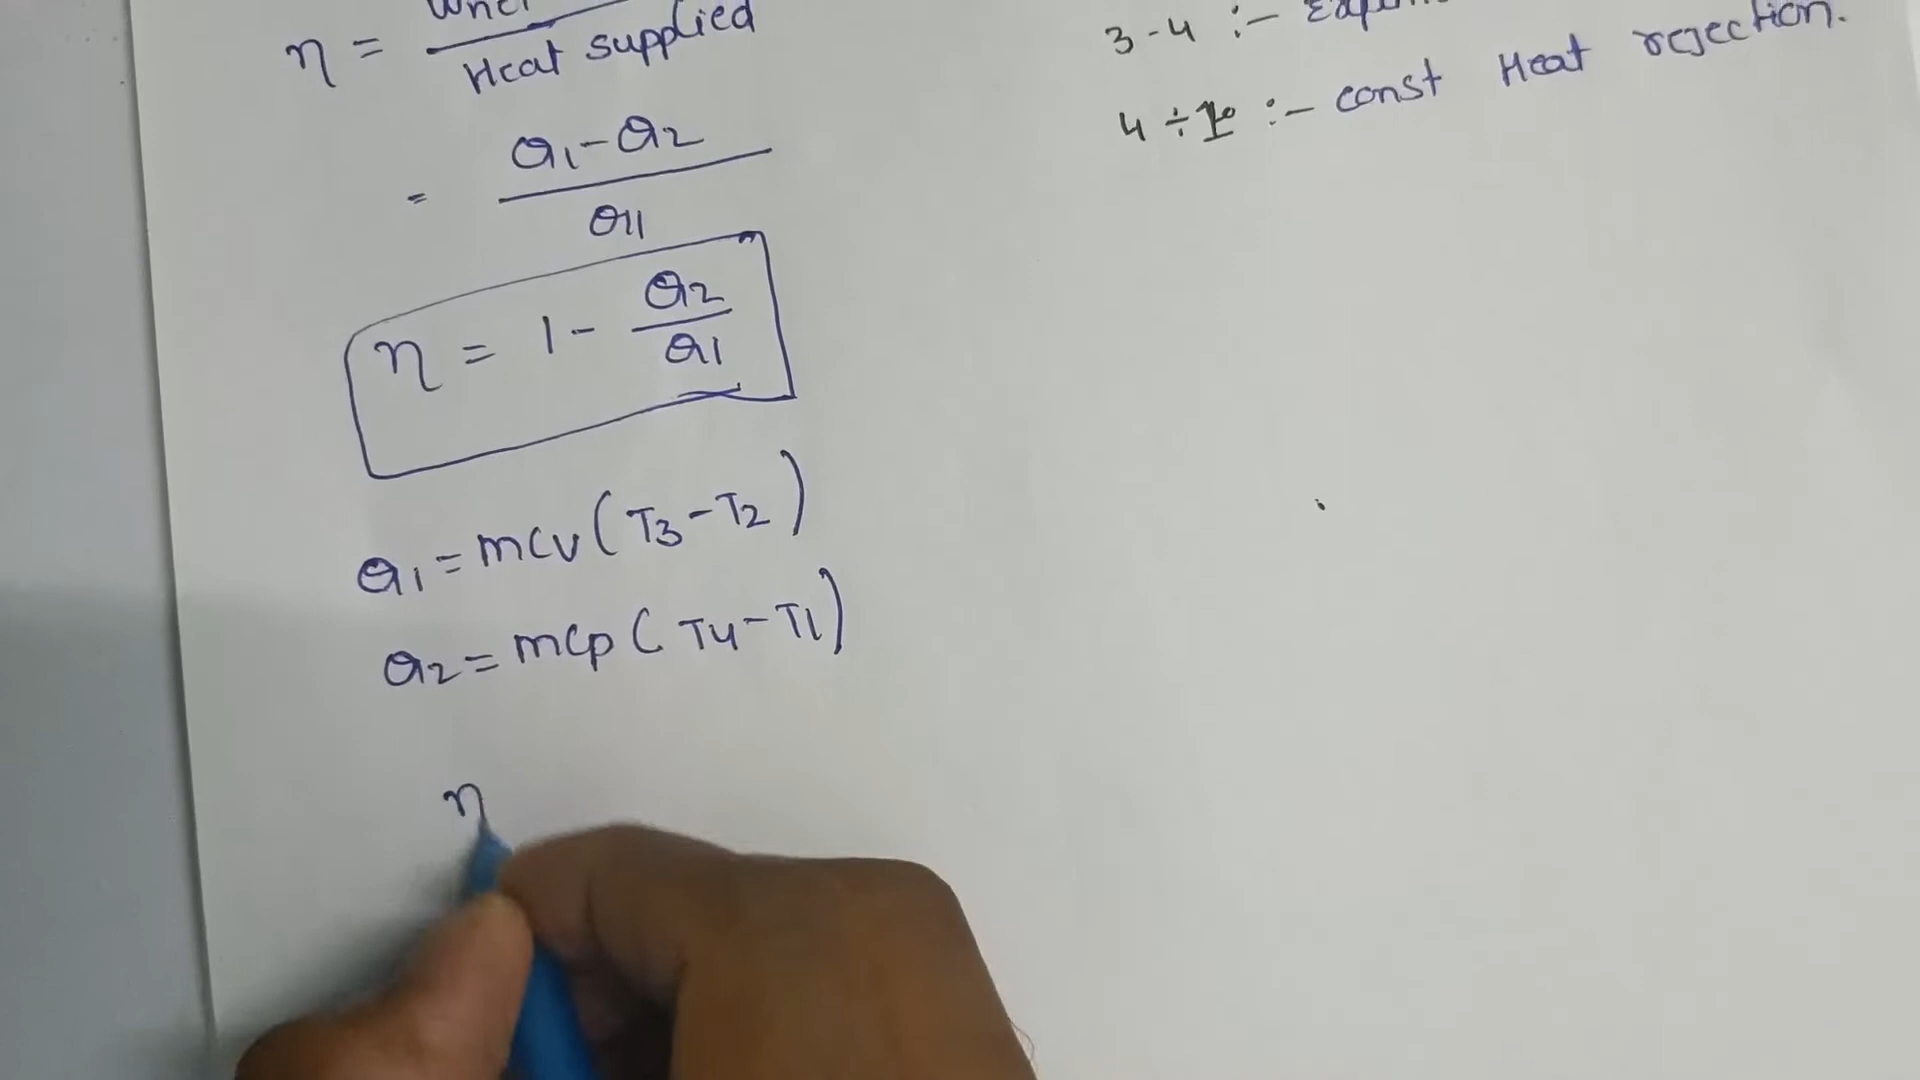 η = Wnet
Heat supplied
= Q1-Q2
Q1
η = 1 - Q2
Q1
Q1 = mcv (T3-T2)
Q2 = mcp ( T4-T1)
η
3-4 :-
4 ÷ 1 :- const Heat rejection.